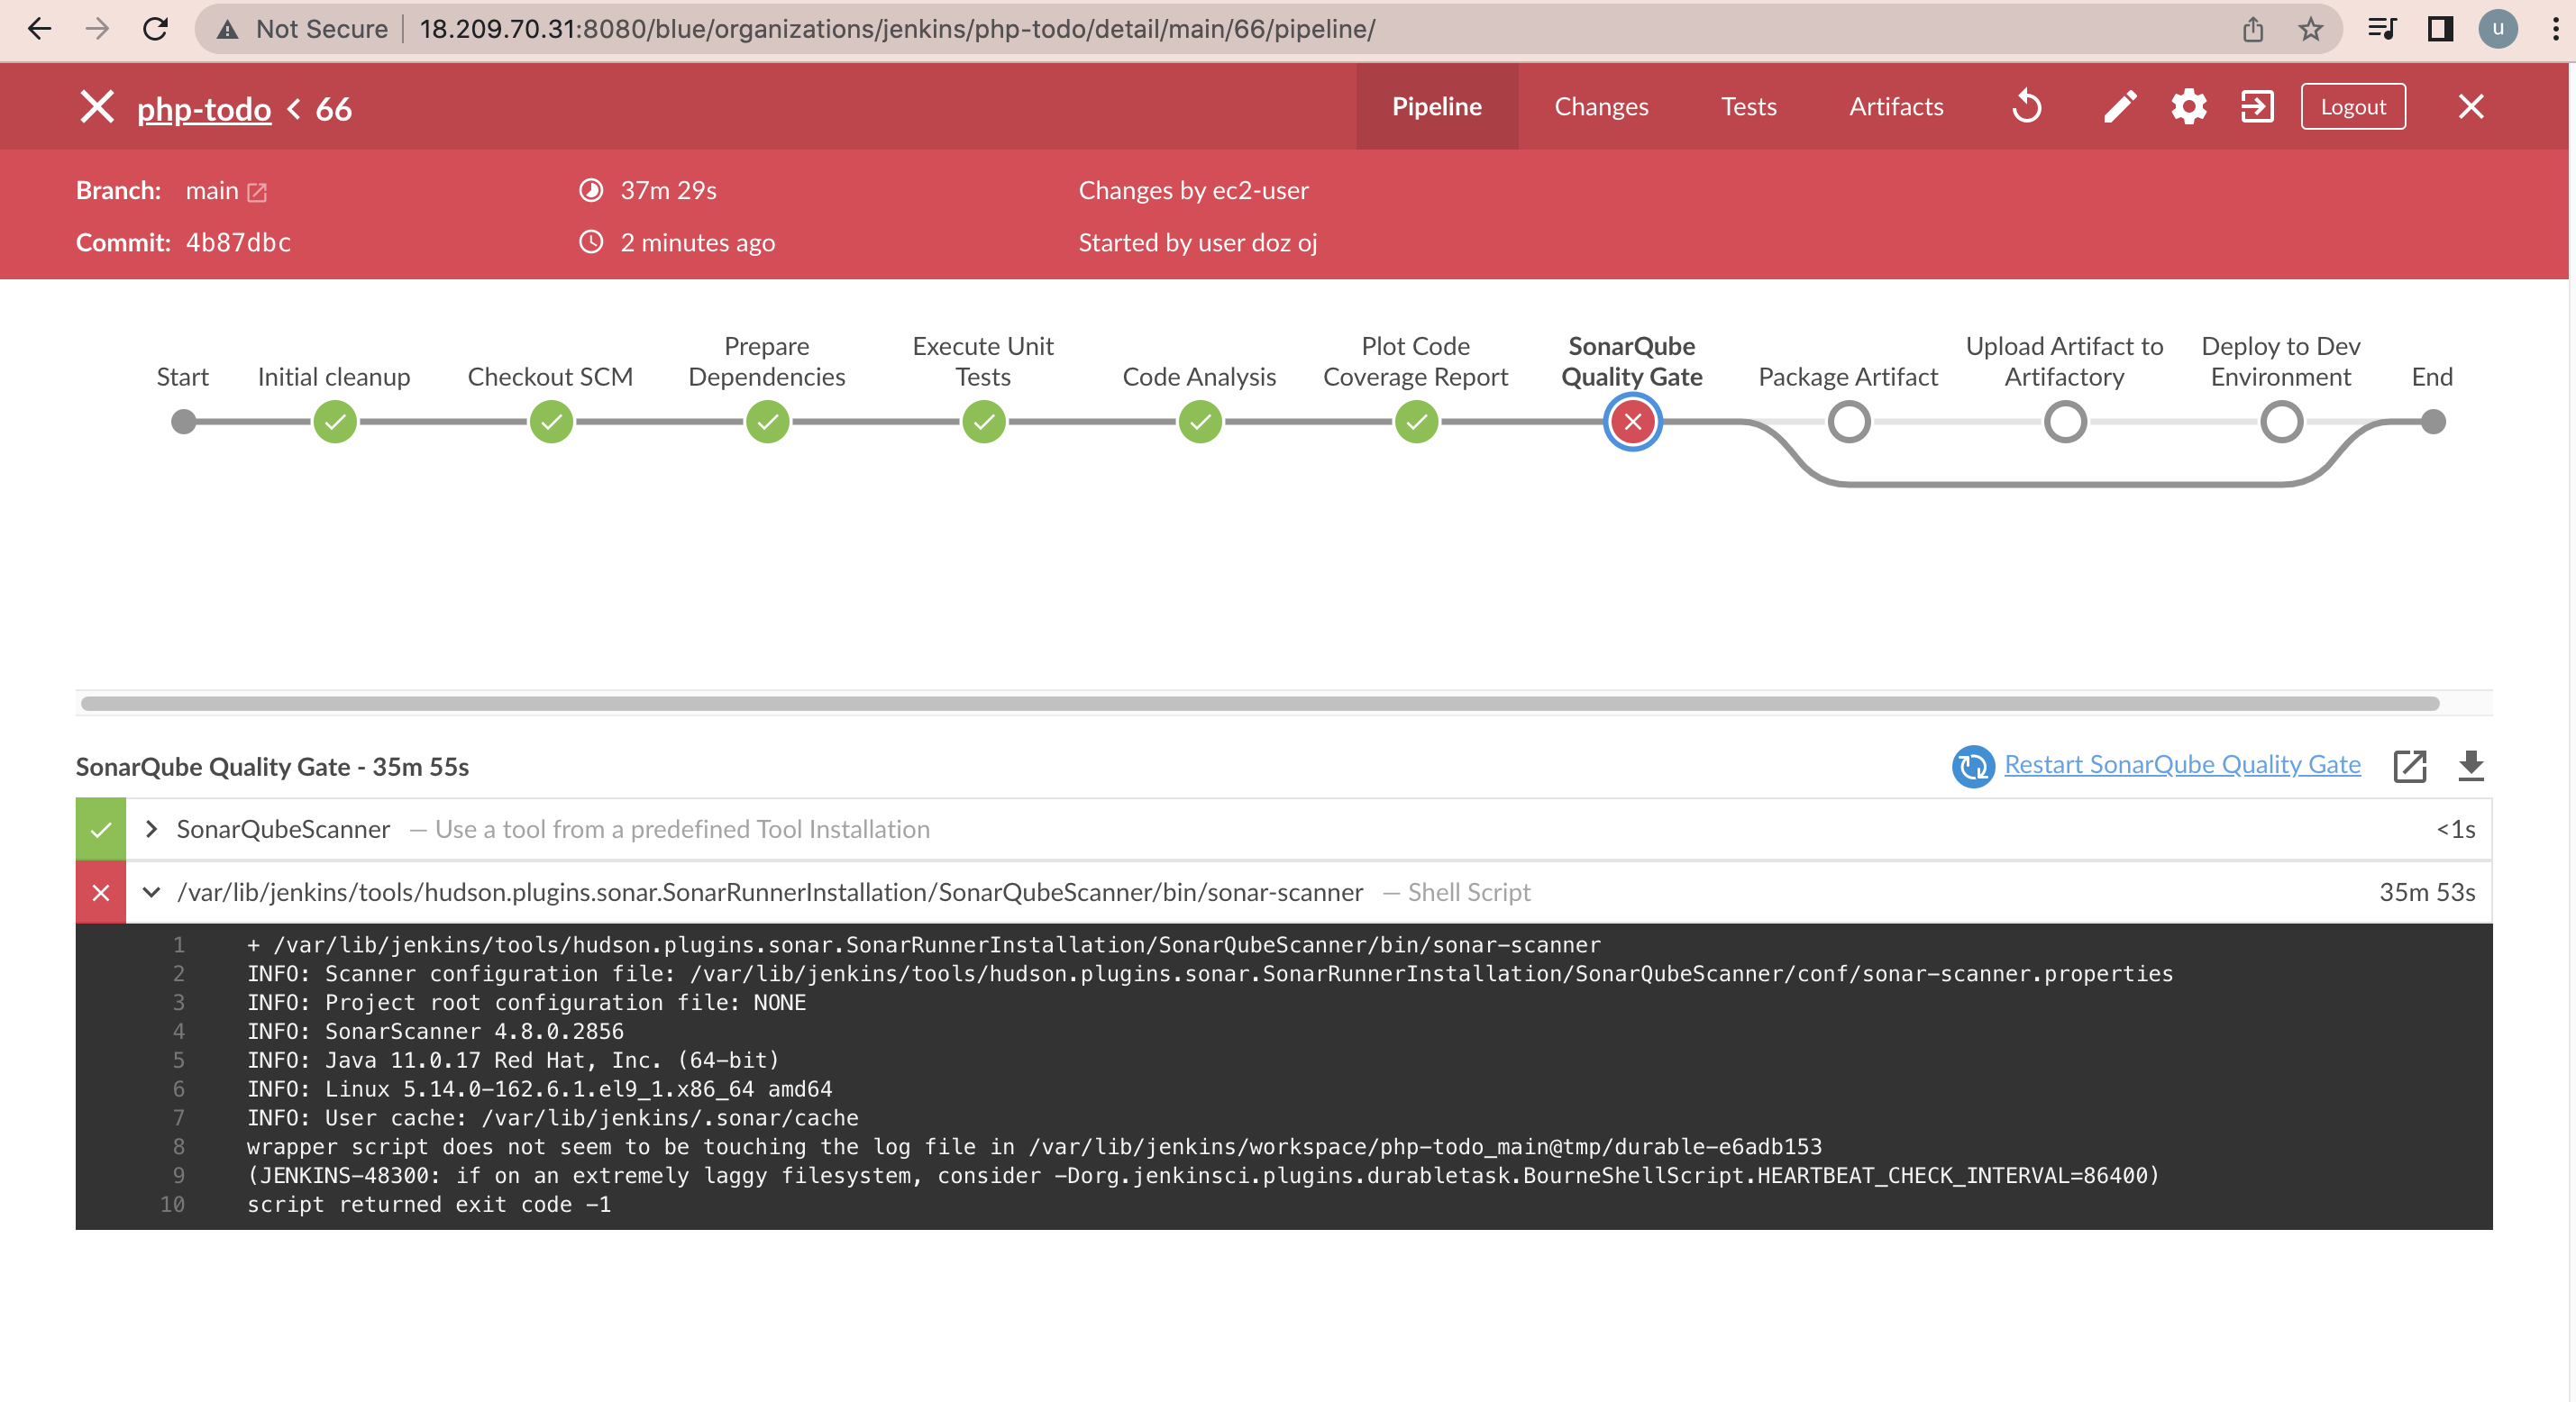 Not Secure | 18.209.70.31:8080/blue/organizations/jenkins/php-todo/detail/main/66/pipeline/
u
php-todo < 66
Pipeline
Changes
Tests
Artifacts
Logout
Branch: main
37m 29s
Changes by ec2-user
Commit: 4b87dbc
2 minutes ago
Started by user doz oj
Start
Initial cleanup
Checkout SCM
Prepare
Dependencies
Execute Unit
Tests
Code Analysis
Plot Code
Coverage Report
SonarQube
Quality Gate
Package Artifact
Upload Artifact to
Artifactory
Deploy to Dev
Environment
End
SonarQube Quality Gate - 35m 55s
Restart SonarQube Quality Gate
SonarQubeScanner — Use a tool from a predefined Tool Installation
<1s
/var/lib/jenkins/tools/hudson.plugins.sonar.SonarRunnerInstallation/SonarQubeScanner/bin/sonar-scanner — Shell Script
35m 53s
1 + /var/lib/jenkins/tools/hudson.plugins.sonar.SonarRunnerInstallation/SonarQubeScanner/bin/sonar-scanner
2 INFO: Scanner configuration file: /var/lib/jenkins/tools/hudson.plugins.sonar.SonarRunnerInstallation/SonarQubeScanner/conf/sonar-scanner.properties
3 INFO: Project root configuration file: NONE
4 INFO: SonarScanner 4.8.0.2856
5 INFO: Java 11.0.17 Red Hat, Inc. (64-bit)
6 INFO: Linux 5.14.0-162.6.1.el9_1.x86_64 amd64
7 INFO: User cache: /var/lib/jenkins/.sonar/cache
8 wrapper script does not seem to be touching the log file in /var/lib/jenkins/workspace/php-todo_main@tmp/durable-e6adb153
9 (JENKINS-48300: if on an extremely laggy filesystem, consider -Dorg.jenkinsci.plugins.durabletask.BourneShellScript.HEARTBEAT_CHECK_INTERVAL=86400)
10 script returned exit code -1